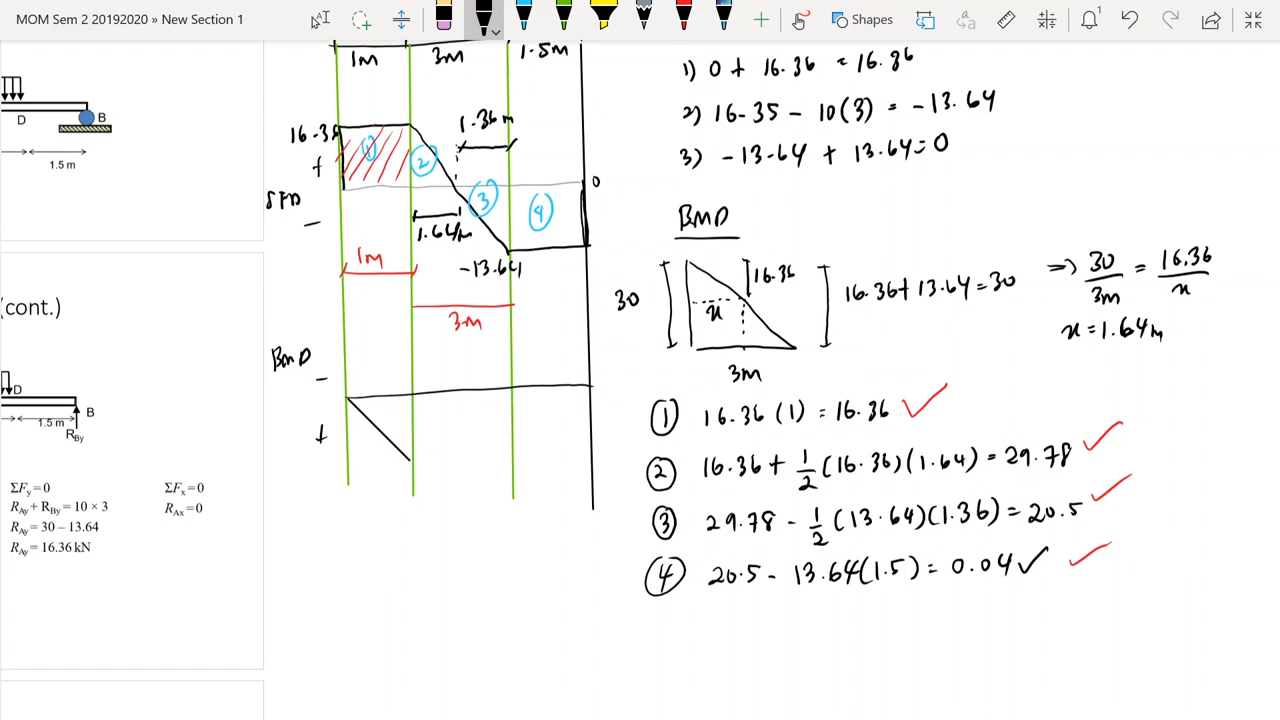 MOM Sem 2 20192020 » New Section 1
Shapes
D
B
1.5 m
(cont.)
D
B
1.5 m
RBy
ΣFy = 0
RAy + RBy = 10 × 3
RAy = 30 – 13.64
RAy = 16.36 kN
ΣFx = 0
RAx = 0
1m
3m
1.5m
16.36
+
SFD
–
1
2
3
4
0
1.36m
1.64m
-13.64
1m
3m
BMD
–
+
1) 0 + 16.36 = 16.36
2) 16.35 - 10(3) = -13.64
3) -13.64 + 13.64 = 0
BMD
30
16.36
x
3m
16.36 + 13.64 = 30
=> 30/3m = 16.36/x
x = 1.64m
1 16.36 (1) = 16.36 ✓
2 16.36 + 1/2 (16.36)(1.64) = 29.78 ✓
3 29.78 - 1/2 (13.64)(1.36) = 20.5 ✓
4 20.5 - 13.64(1.5) = 0.04 ✓ ✓